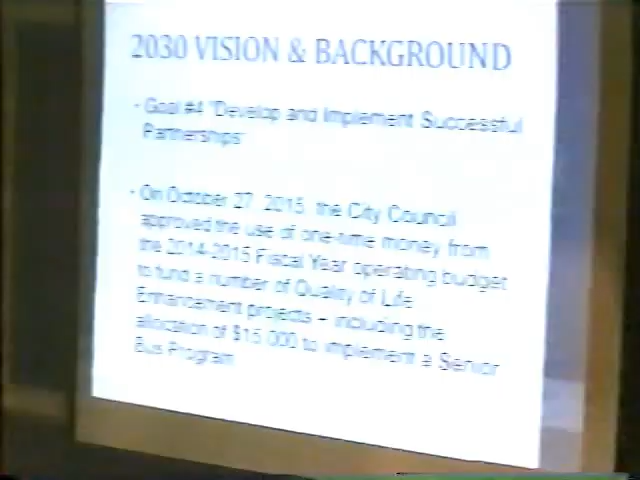 2030 VISION & BACKGROUND
- Goal #4 "Develop and Implement Successful
Partnerships"
- On October 27, 2015, the City Council
approved the use of one-time money from
the 2014-2015 Fiscal Year operating budget
to fund a number of Quality of Life
Enhancement projects – including the
allocation of $15,000 to implement a Senior
Bus Program